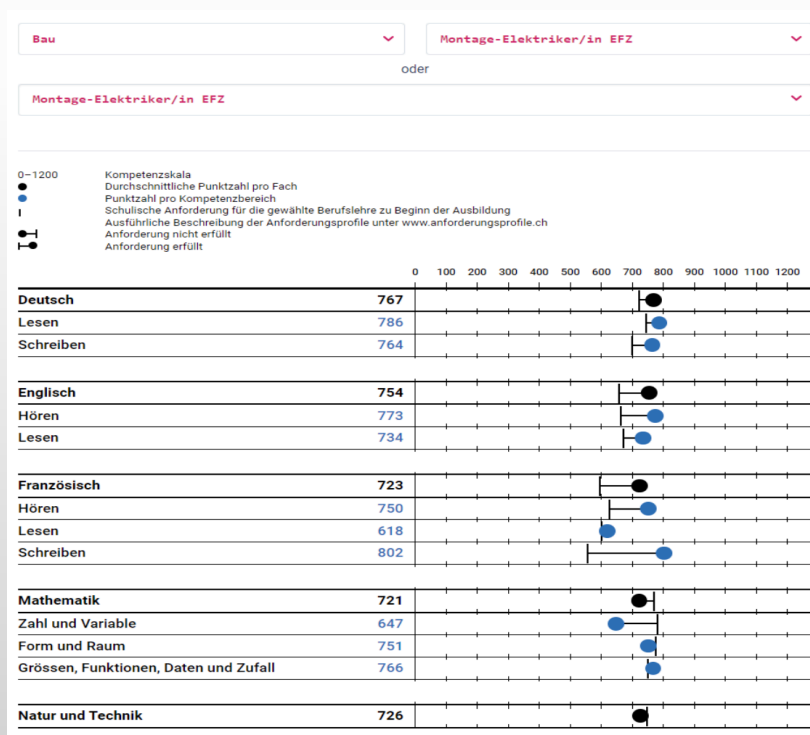 Bau Montage-Elektriker/in EFZ
oder
Montage-Elektriker/in EFZ
0–1200 Kompetenzskala
Durchschnittliche Punktzahl pro Fach
Punktzahl pro Kompetenzbereich
Schulische Anforderung für die gewählte Berufslehre zu Beginn der Ausbildung
Ausführliche Beschreibung der Anforderungsprofile unter www.anforderungsprofile.ch
Anforderung nicht erfüllt
Anforderung erfüllt
0 100 200 300 400 500 600 700 800 900 1000 1100 1200
Deutsch 767
Lesen 786
Schreiben 764
Englisch 754
Hören 773
Lesen 734
Französisch 723
Hören 750
Lesen 618
Schreiben 802
Mathematik 721
Zahl und Variable 647
Form und Raum 751
Grössen, Funktionen, Daten und Zufall 766
Natur und Technik 726